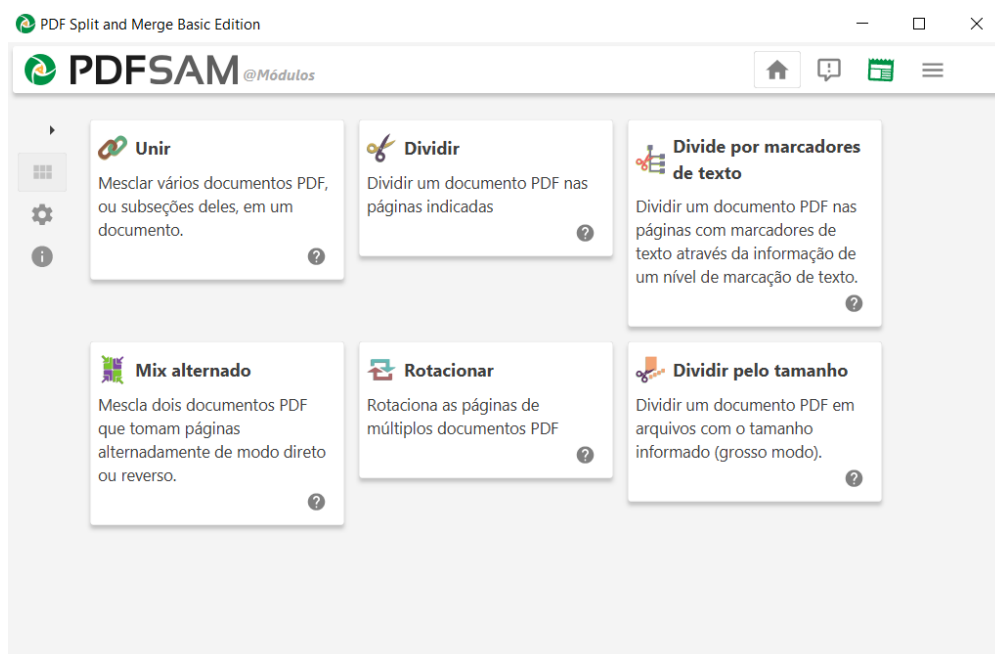 PDF Split and Merge Basic Edition
PDFSAM @Módulos
Unir
Mesclar vários documentos PDF,
ou subseções deles, em um
documento.
Dividir
Dividir um documento PDF nas
páginas indicadas
Divide por marcadores
de texto
Dividir um documento PDF nas
páginas com marcadores de
texto através da informação de
um nível de marcação de texto.
Mix alternado
Mescla dois documentos PDF
que tomam páginas
alternadamente de modo direto
ou reverso.
Rotacionar
Rotaciona as páginas de
múltiplos documentos PDF
Dividir pelo tamanho
Dividir um documento PDF em
arquivos com o tamanho
informado (grosso modo).